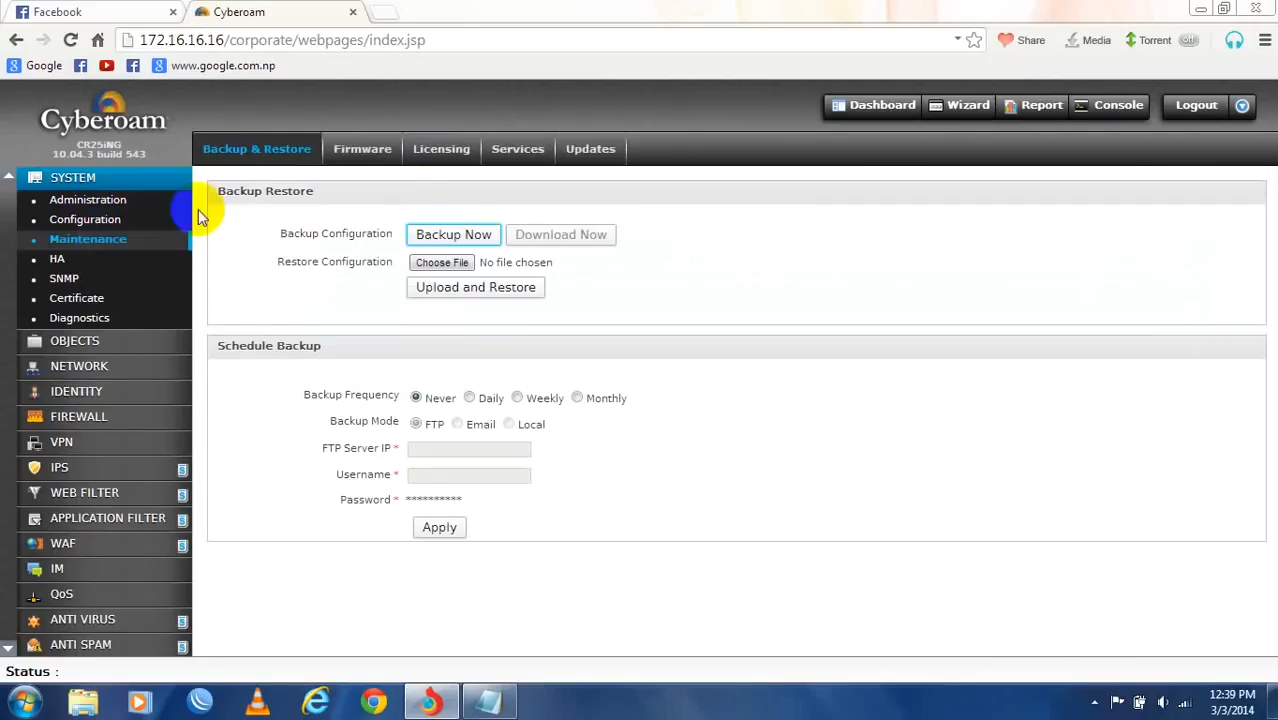 Facebook
Cyberoam
172.16.16.16/corporate/webpages/index.jsp
Share
Media
Torrent
off
Google
www.google.com.np
Cyberoam
CR25iNG
10.04.3 build 543
Dashboard
Wizard
Report
Console
Logout
Backup & Restore
Firmware
Licensing
Services
Updates
SYSTEM
Administration
Configuration
Maintenance
HA
SNMP
Certificate
Diagnostics
OBJECTS
NETWORK
IDENTITY
FIREWALL
VPN
IPS
WEB FILTER
APPLICATION FILTER
WAF
IM
QoS
ANTI VIRUS
ANTI SPAM
Backup Restore
Backup Configuration Backup Now Download Now
Restore Configuration Choose File No file chosen
Upload and Restore
Schedule Backup
Backup Frequency Never Daily Weekly Monthly
Backup Mode FTP Email Local
FTP Server IP *
Username *
Password * **********
Apply
Status :
12:39 PM
3/3/2014